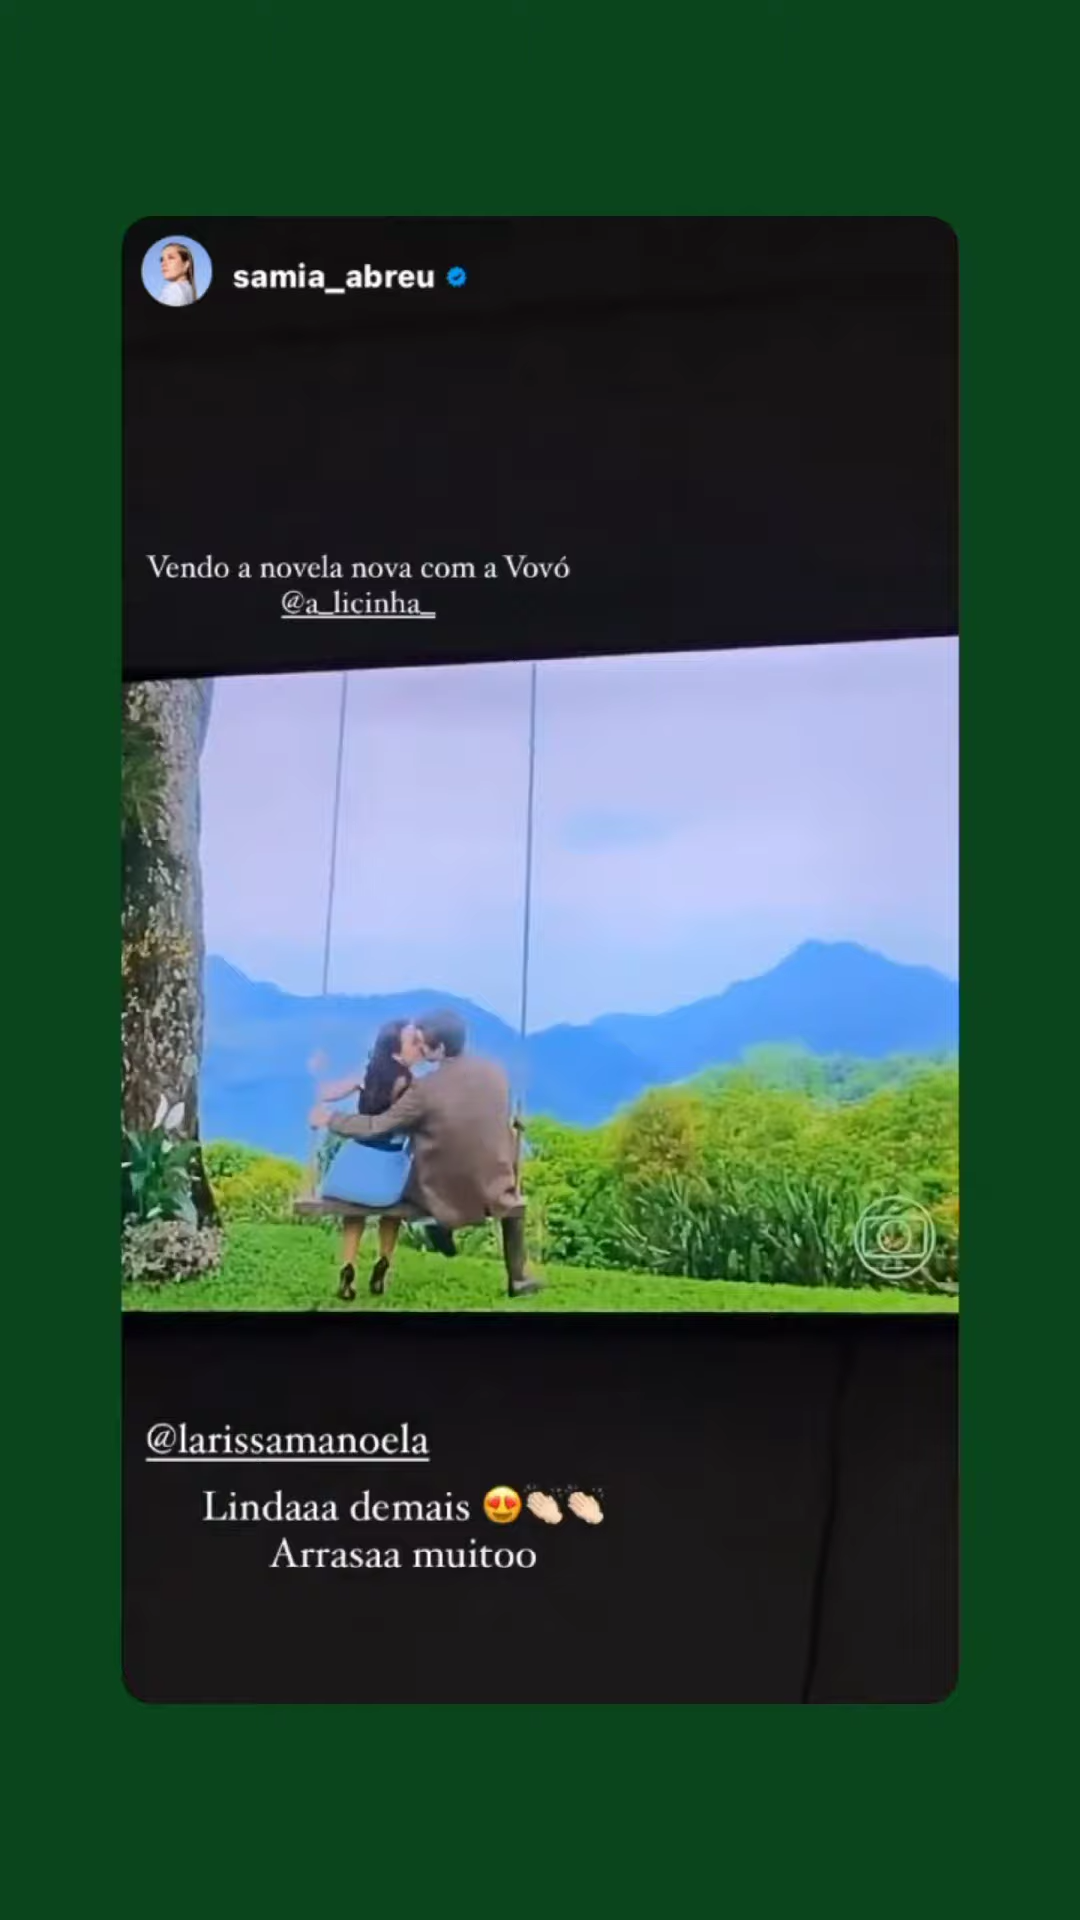 samia_abreu
Vendo a novela nova com a Vovó
@a_licinha_
@larissamanoela
Lindaaa demais 😍👏🏻👏🏻
Arrasaa muitoo